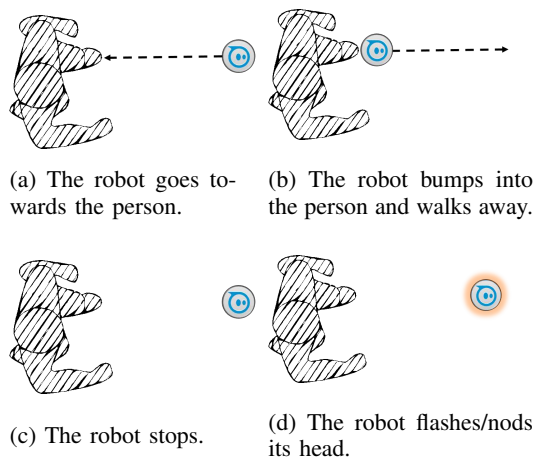 (a) The robot goes to-
wards the person.
(b) The robot bumps into
the person and walks away.
(c) The robot stops.
(d) The robot flashes/nods
its head.